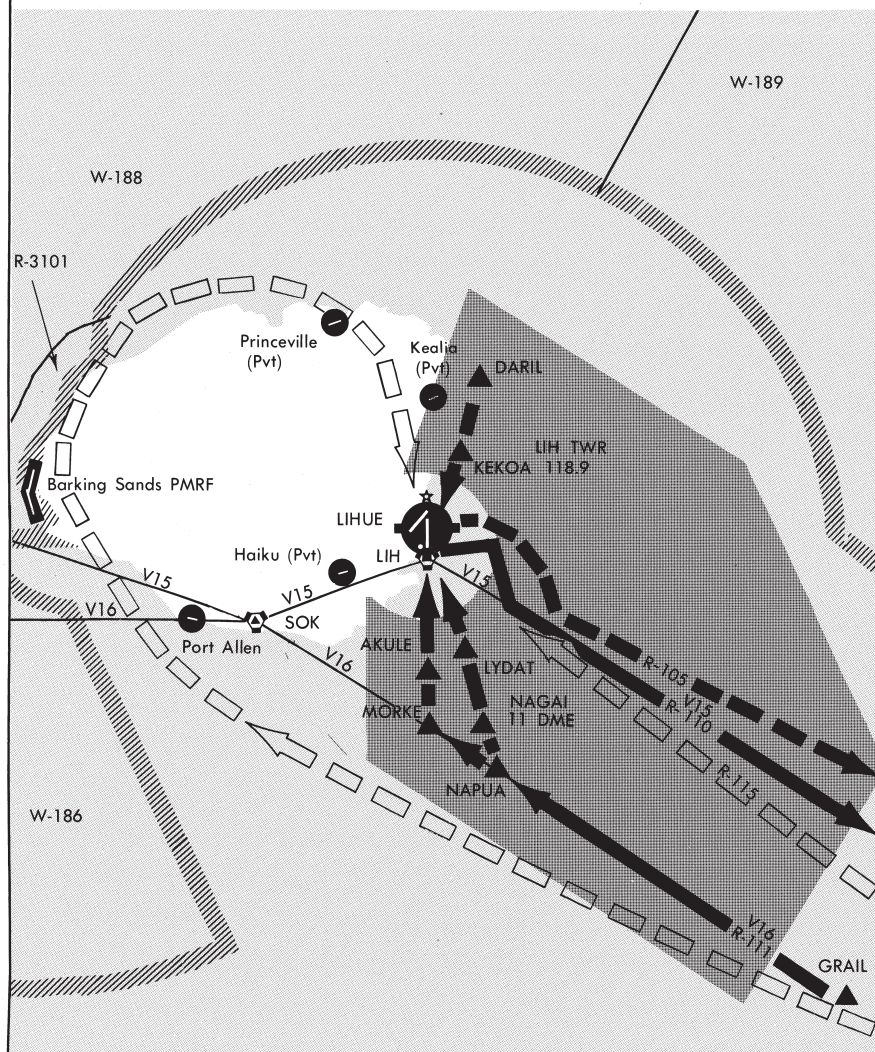 W-189
W-188
R-3101
Princeville
(Pvt)
Kealia
(Pvt)
DARIL
LIH TWR
118.9
KEKOA
Barking Sands PMRF
LIHUE
LIH
Haiku (Pvt)
V15
V15
V15
V16
SOK
Port Allen
V16
AKULE
LYDAT
R-105
V15
R-110
NAGAI
11 DME
MORKE
R-115
NAPUA
W-186
V16
R-111
GRAIL